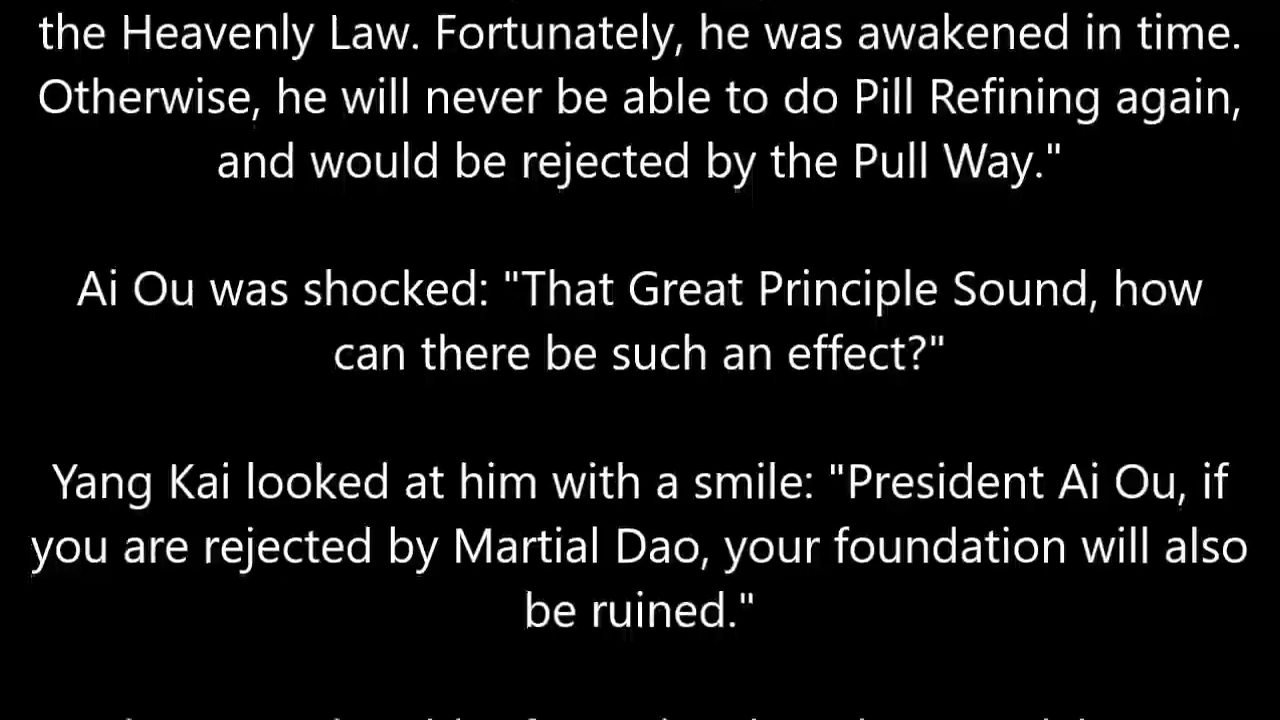 the Heavenly Law. Fortunately, he was awakened in time.
Otherwise, he will never be able to do Pill Refining again,
and would be rejected by the Pull Way."
Ai Ou was shocked: "That Great Principle Sound, how
can there be such an effect?"
Yang Kai looked at him with a smile: "President Ai Ou, if
you are rejected by Martial Dao, your foundation will also
be ruined."